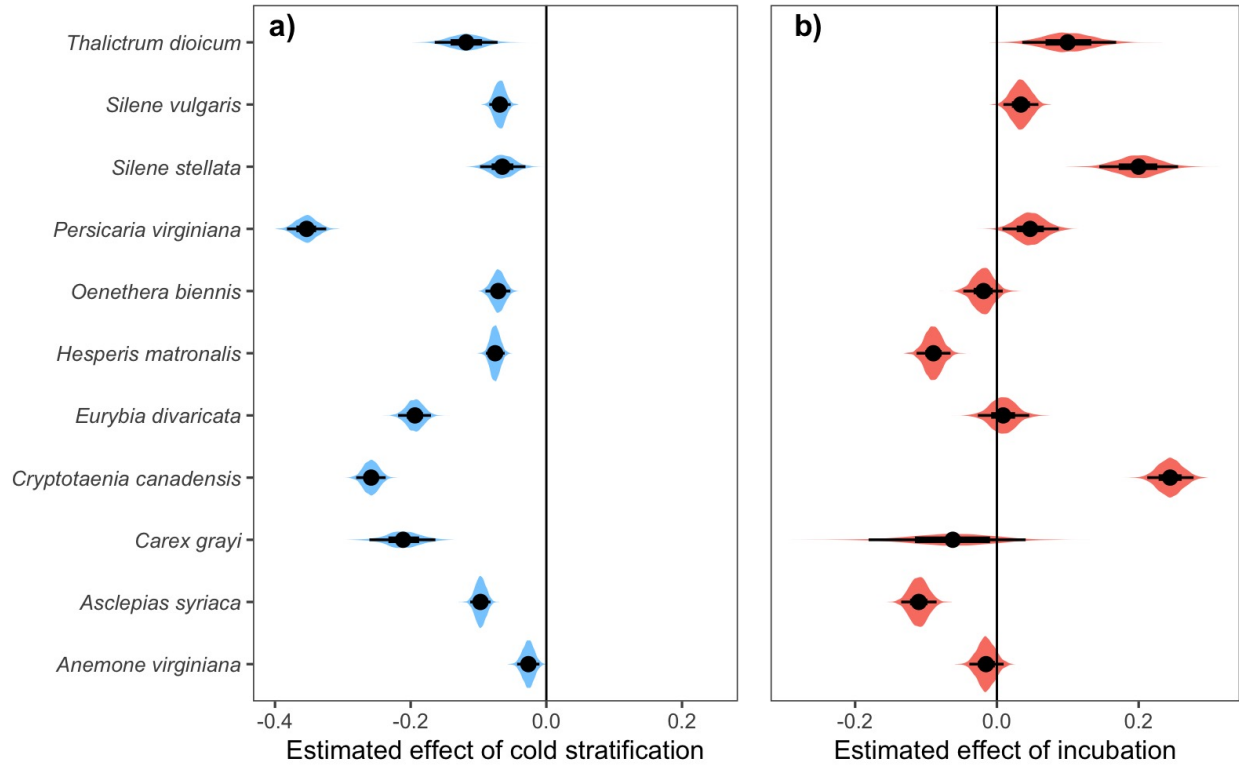 a)
b)
Thalictrum dioicum
Silene vulgaris
Silene stellata
Persicaria virginiana
Oenethera biennis
Hesperis matronalis
Eurybia divaricata
Cryptotaenia canadensis
Carex grayi
Asclepias syriaca
Anemone virginiana
-0.4 -0.2 0.0 0.2
-0.2 0.0 0.2
Estimated effect of cold stratification
Estimated effect of incubation